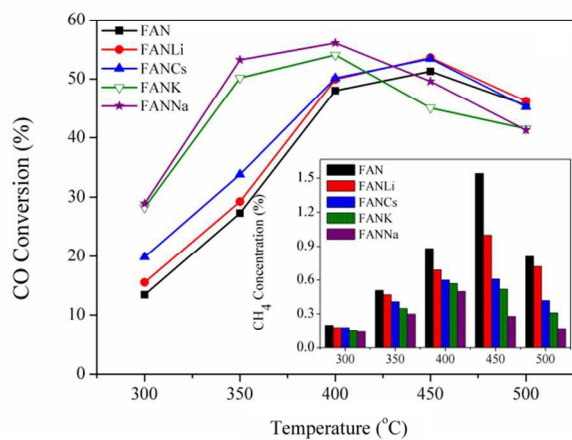 60
50
40
30
20
10
0
CO Conversion (%)
FAN
FANLi
FANCs
FANK
FANNa
300
350
400
450
500
Temperature (°C)
1.5
1.2
0.9
0.6
0.3
0.0
CH₄ Concentration (%)
FAN
FANLi
FANCs
FANK
FANNa
300
350
400
450
500